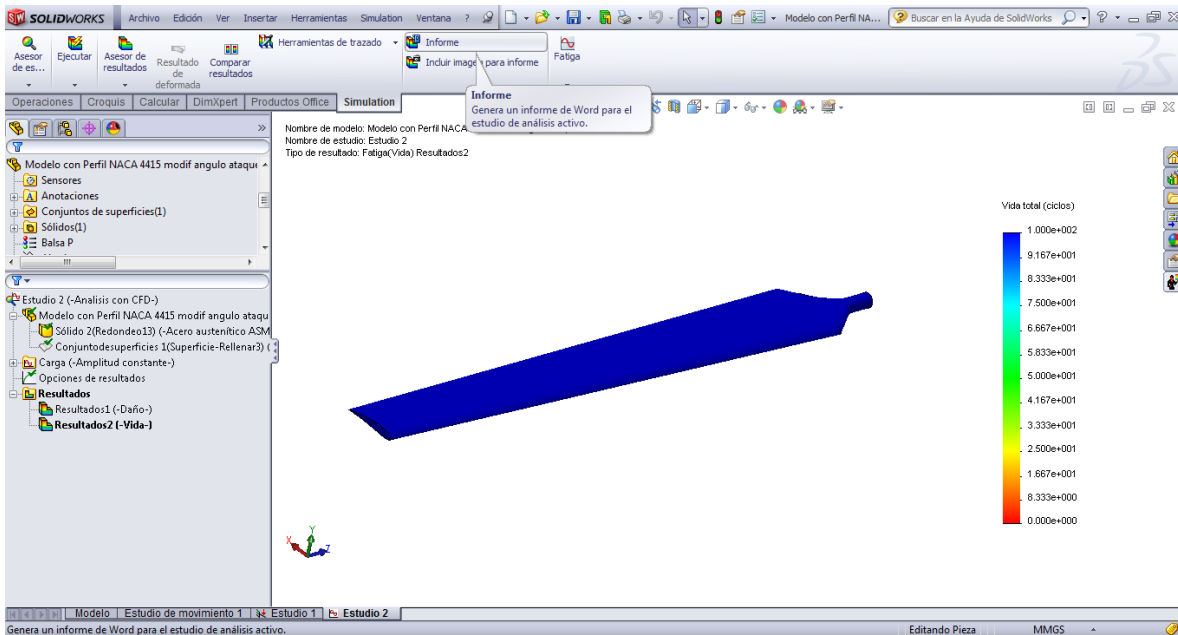 SOLIDWORKS
Archivo Edición Ver Insertar Herramientas Simulation Ventana ?
Modelo con Perfil NA...
Buscar en la Ayuda de SolidWorks
Asesor de es...
Ejecutar
Asesor de resultados
Resultado de deformada
Comparar resultados
Herramientas de trazado
Informe
Incluir imagen para informe
Fatiga
Operaciones Croquis Calcular DimXpert Productos Office Simulation
Informe
Genera un informe de Word para el
estudio de análisis activo.
Modelo con Perfil NACA 4415 modif angulo ataque
Sensores
Anotaciones
Conjuntos de superficies(1)
Sólidos(1)
Balsa P
Estudio 2 (-Analisis con CFD-)
Modelo con Perfil NACA 4415 modif angulo ataqu
Sólido 2(Redondeo13) (-Acero austenítico ASM
Conjuntodesuperficies 1(Superficie-Rellenar3) (
Carga (-Amplitud constante-)
Opciones de resultados
Resultados
Resultados1 (-Daño-)
Resultados2 (-Vida-)
Nombre de modelo: Modelo con Perfil NACA
Nombre de estudio: Estudio 2
Tipo de resultado: Fatiga(Vida) Resultados2
Vida total (ciclos)
1.000e+002
9.167e+001
8.333e+001
7.500e+001
6.667e+001
5.833e+001
5.000e+001
4.167e+001
3.333e+001
2.500e+001
1.667e+001
8.333e+000
0.000e+000
X Y Z
Modelo Estudio de movimiento 1 Estudio 1 Estudio 2
Genera un informe de Word para el estudio de análisis activo.
Editando Pieza MMGS